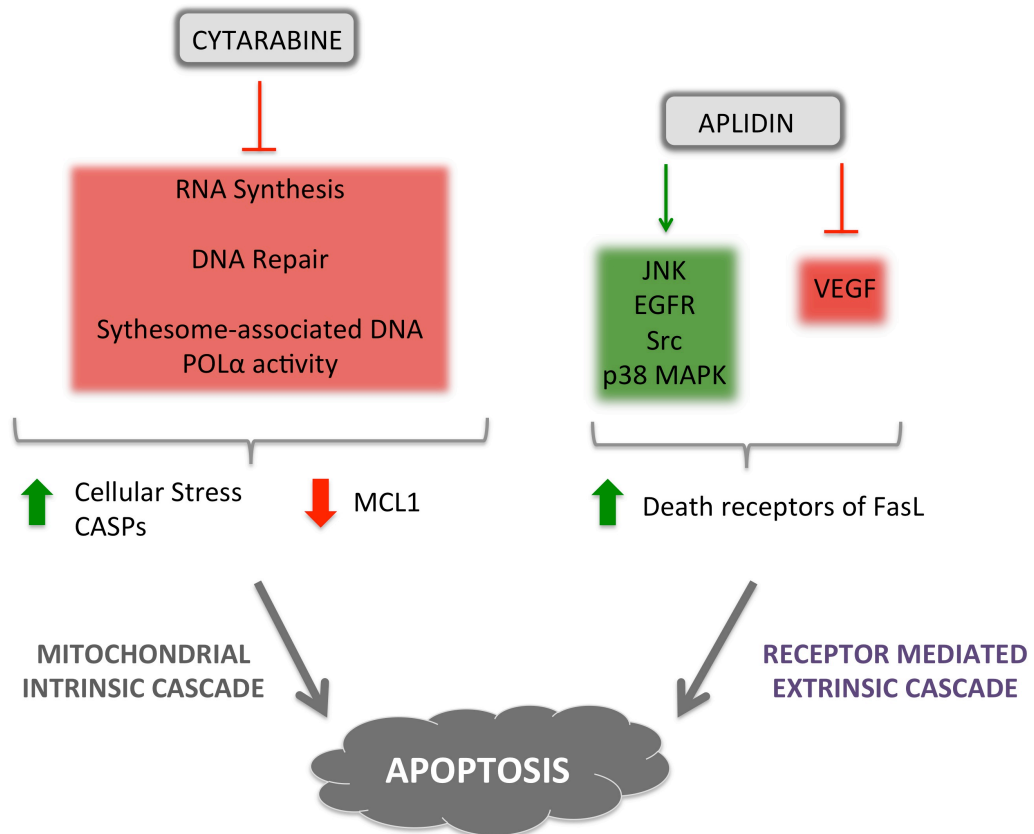 CYTARABINE
RNA Synthesis
DNA Repair
Sythesome-associated DNA
POLα activity
APLIDIN
JNK
EGFR
Src
p38 MAPK
VEGF
Cellular Stress
CASPs
MCL1
Death receptors of FasL
MITOCHONDRIAL
INTRINSIC CASCADE
RECEPTOR MEDIATED
EXTRINSIC CASCADE
APOPTOSIS